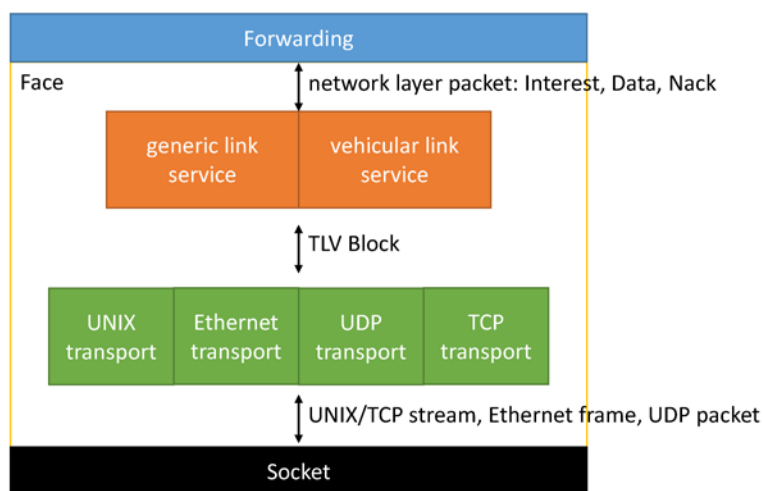 Forwarding
Face
network layer packet: Interest, Data, Nack
generic link
service
vehicular link
service
TLV Block
UNIX
transport
Ethernet
transport
UDP
transport
TCP
transport
UNIX/TCP stream, Ethernet frame, UDP packet
Socket